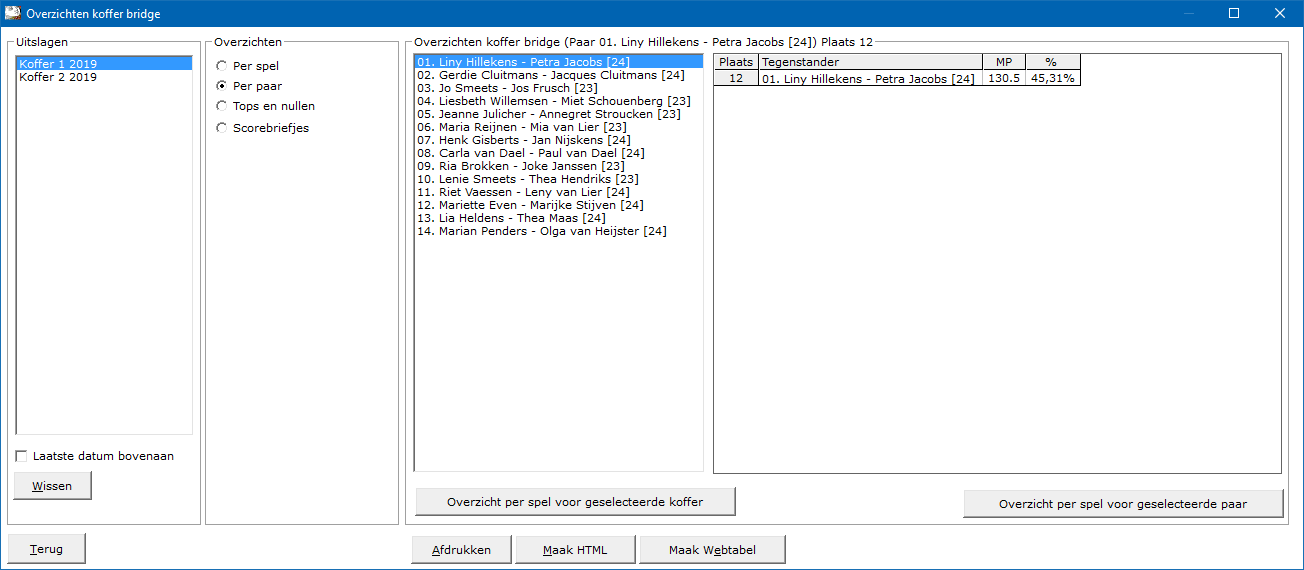 Overzichten koffer bridge
Uitslagen
Koffer 1 2019
Koffer 2 2019
Laatste datum bovenaan
Wissen
Terug
Overzichten
Per spel
Per paar
Tops en nullen
Scorebriefjes
Overzichten koffer bridge (Paar 01. Liny Hillekens - Petra Jacobs [24]) Plaats 12
01. Liny Hillekens - Petra Jacobs [24]
02. Gerdie Cluitmans - Jacques Cluitmans [24]
03. Jo Smeets - Jos Frusch [23]
04. Liesbeth Willemsen - Miet Schouenberg [23]
05. Jeanne Julicher - Annegret Stroucken [23]
06. Maria Reijnen - Mia van Lier [23]
07. Henk Gisberts - Jan Nijskens [24]
08. Carla van Dael - Paul van Dael [24]
09. Ria Brokken - Joke Janssen [23]
10. Lenie Smeets - Thea Hendriks [23]
11. Riet Vaessen - Leny van Lier [24]
12. Mariette Even - Marijke Stijven [24]
13. Lia Heldens - Thea Maas [24]
14. Marian Penders - Olga van Heijster [24]
Plaats Tegenstander MP %
12 01. Liny Hillekens - Petra Jacobs [24] 130.5 45,31%
Overzicht per spel voor geselecteerde koffer
Overzicht per spel voor geselecteerde paar
Afdrukken
Maak HTML
Maak Webtabel